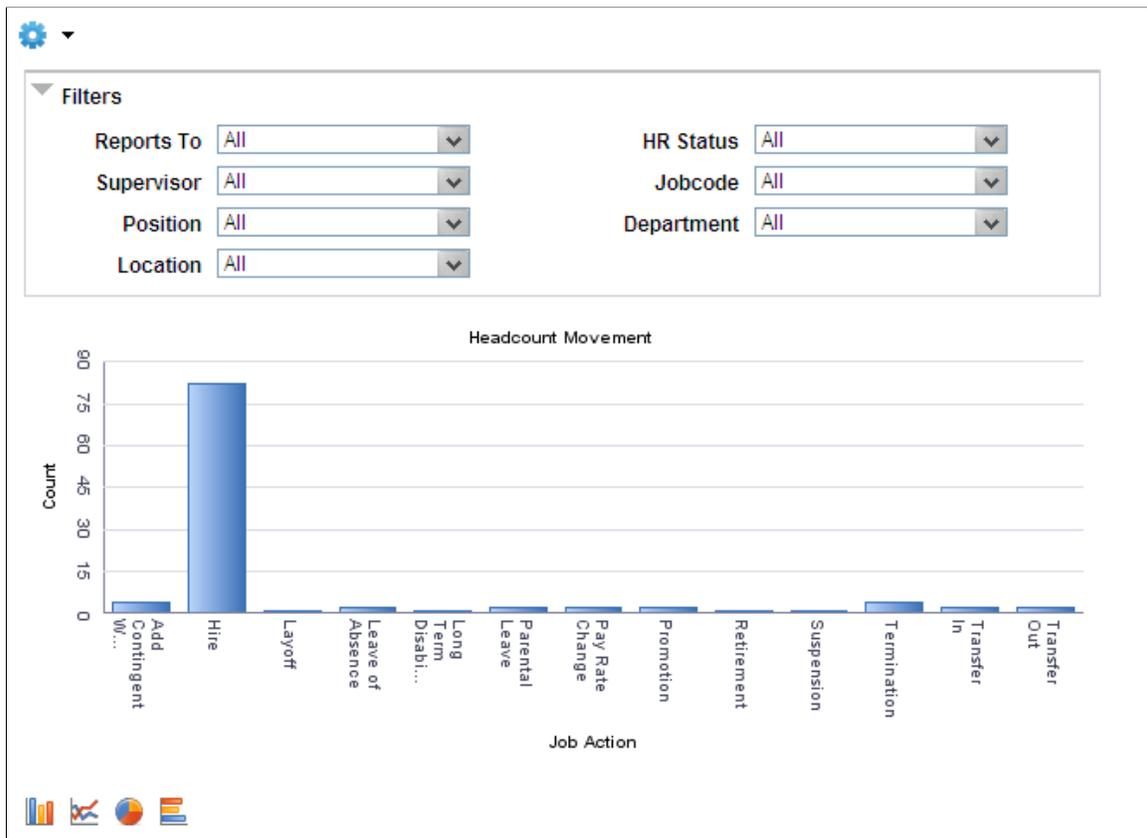 Filters
Reports To All
HR Status All
Supervisor All
Jobcode All
Position All
Department All
Location All
Headcount Movement
Count
90
75
60
45
30
15
0
Add
Contingent
W...
Hire
Layoff
Leave of
Absence
Long
Term
Disabi...
Parental
Leave
Pay Rate
Change
Promotion
Retirement
Suspension
Termination
Transfer
In
Transfer
Out
Job Action